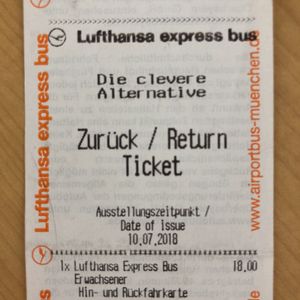 Lufthansa express bus
Die clevere
Alternative
Zurück / Return
Ticket
Ausstellungszeitpunkt /
Date of issue
10.07.2018
1x Lufthansa Express Bus 18,00
Erwachsener
Hin- und Rückfahrkarte
Lufthansa express bus
www.airportbus-muenchen.de